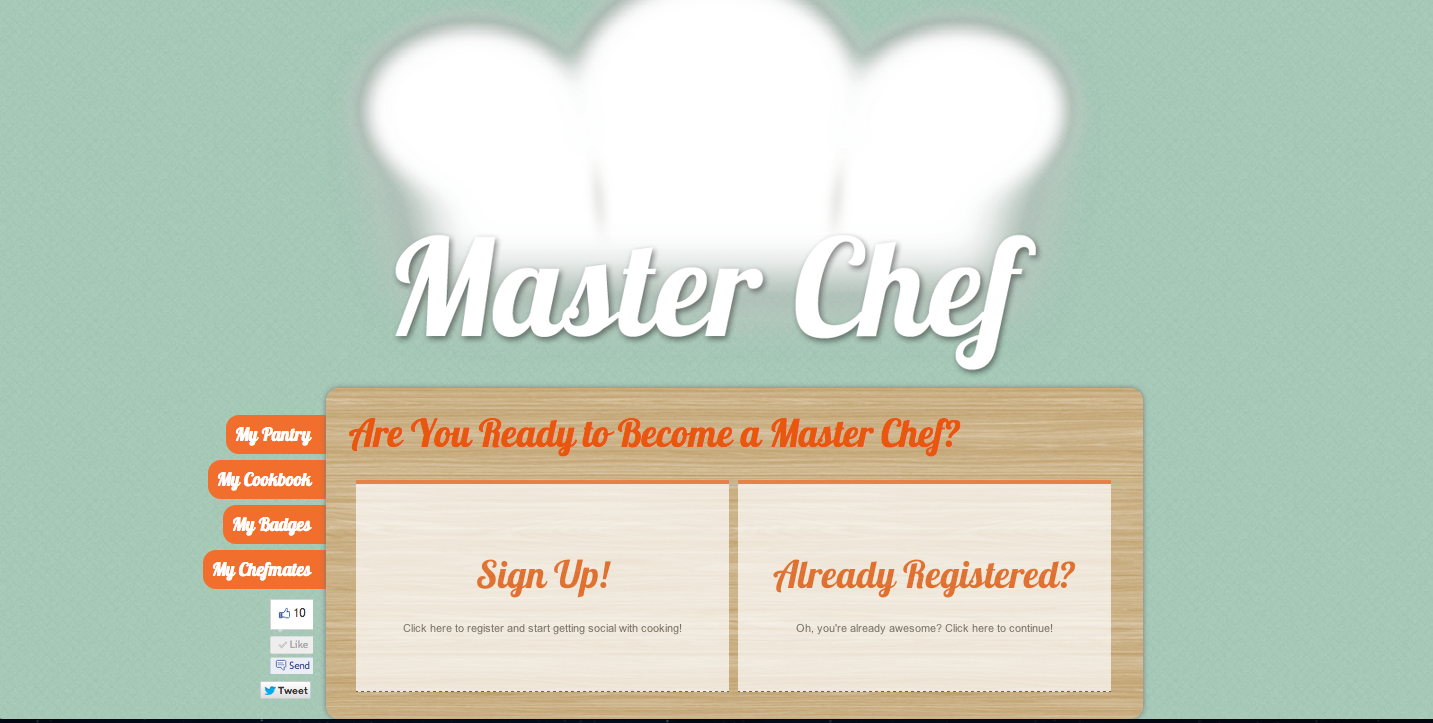 Master Chef
Are You Ready to Become a Master Chef?
My Pantry
My Cookbook
My Badges
My Chefmates
10
Like
Send
Tweet
Sign Up!
Click here to register and start getting social with cooking!
Already Registered?
Oh, you're already awesome? Click here to continue!